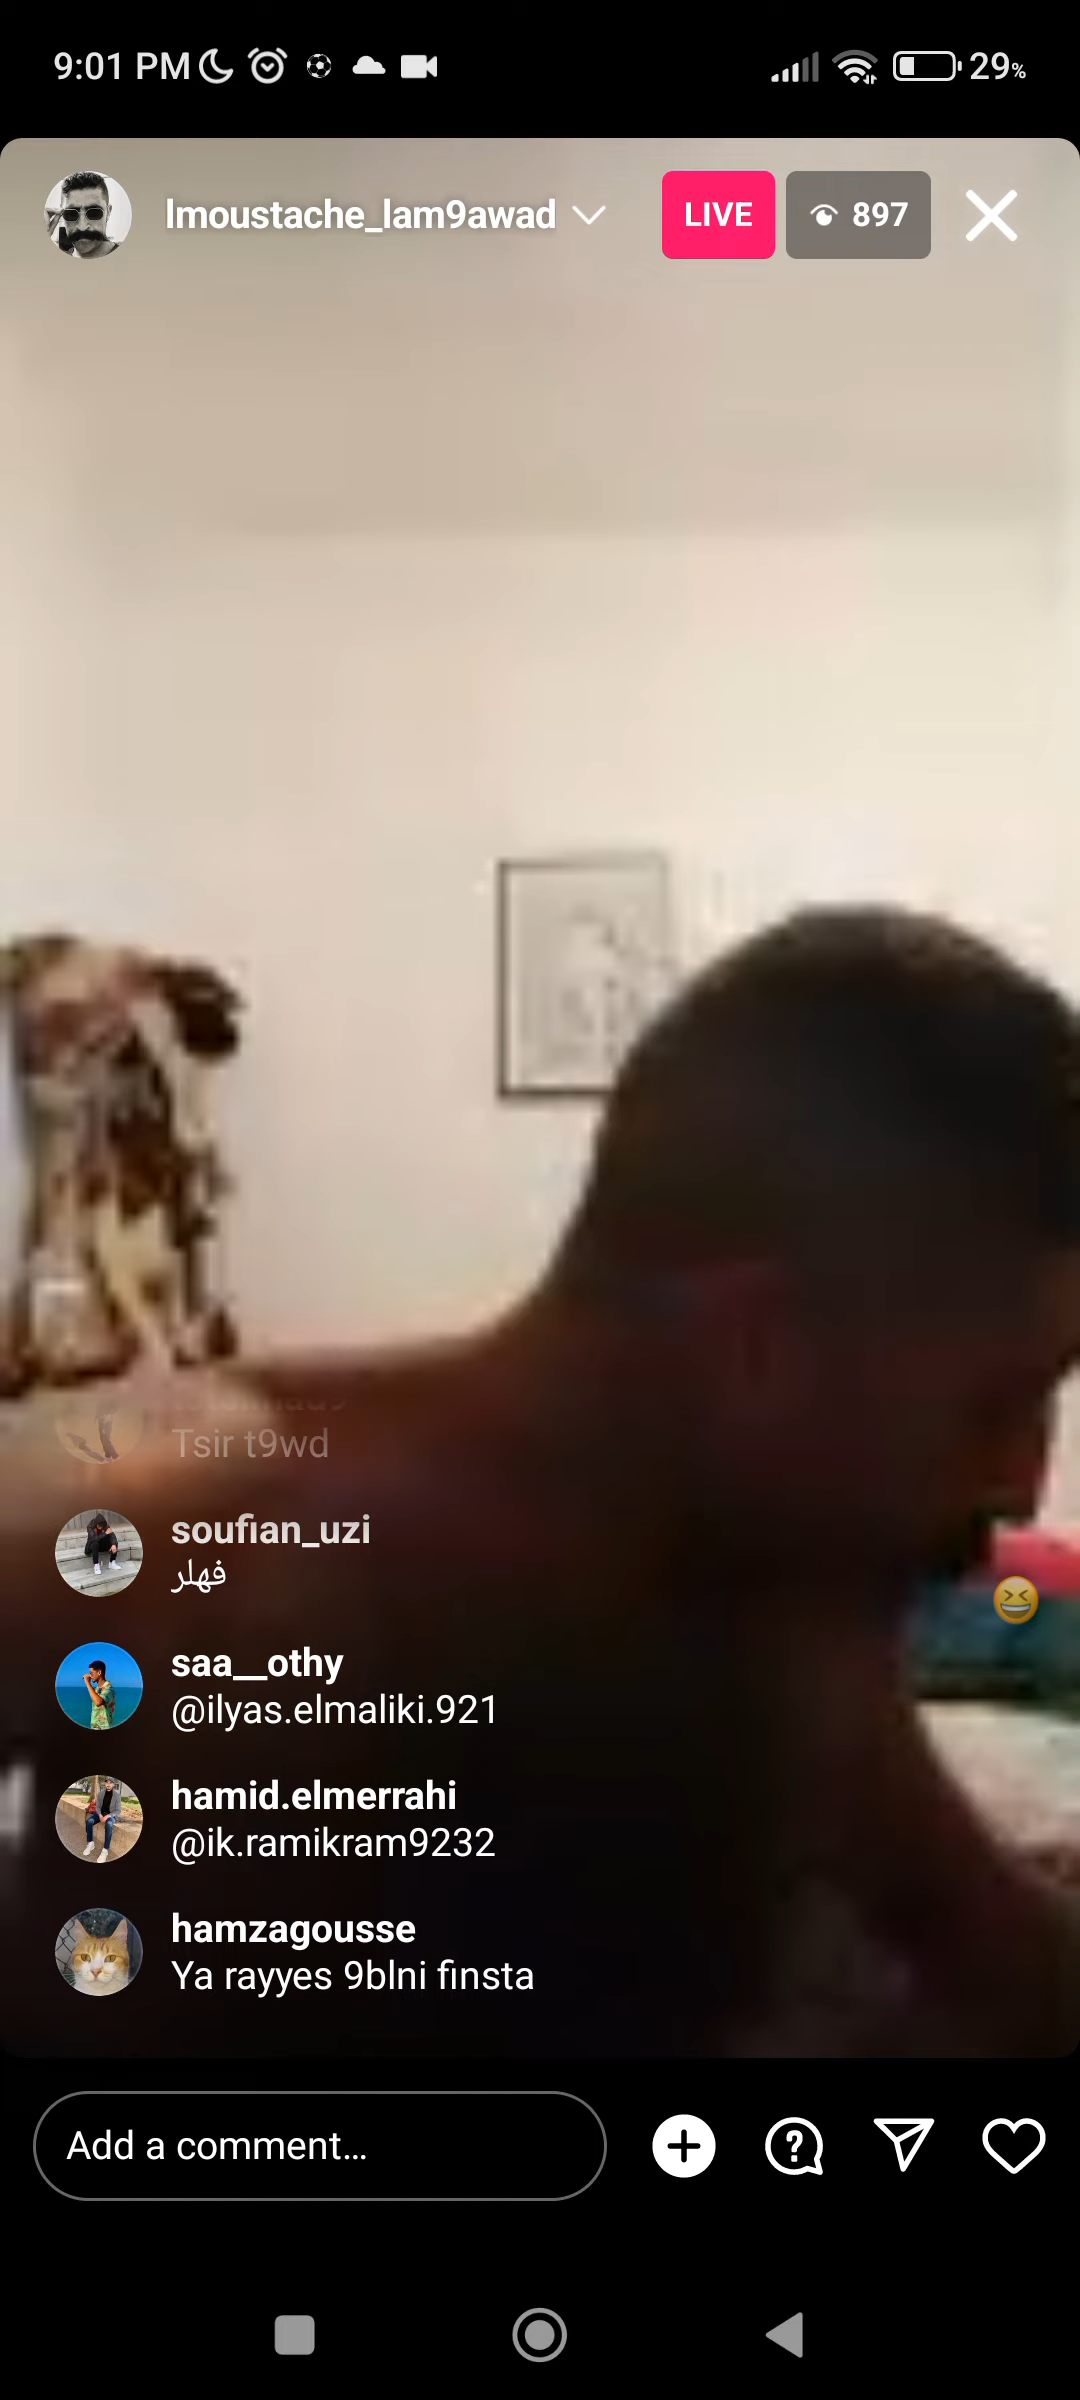 9:01 PM
29%
lmoustache_lam9awad
LIVE
897
Tsir t9wd
soufian_uzi
فهلر
saa__othy
@ilyas.elmaliki.921
hamid.elmerrahi
@ik.ramikram9232
hamzagousse
Ya rayyes 9blni finsta
Add a comment...